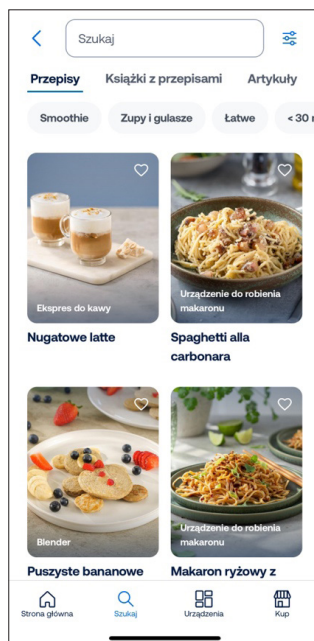 Szukaj
Przepisy Książki z przepisami Artykuły
Smoothie Zupy i gulasze Łatwe < 30
Ekspres do kawy
Urządzenie do robienia
makaronu
Nugatowe latte
Spaghetti alla
carbonara
Blender
Urządzenie do robienia
makaronu
Puszyste bananowe
Makaron ryżowy z
Strona główna Szukaj Urządzenia Kup